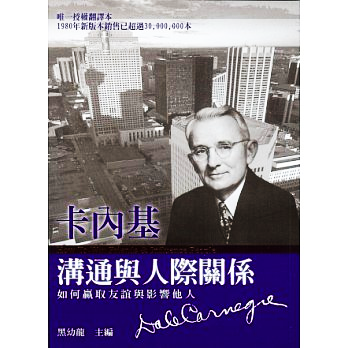 唯一授權翻譯本
1980年新版本銷售已超過30,000,000本
卡內基
溝通與人際關係
如何贏取友誼與影響他人
黑幼龍 主編
Dale Carnegie